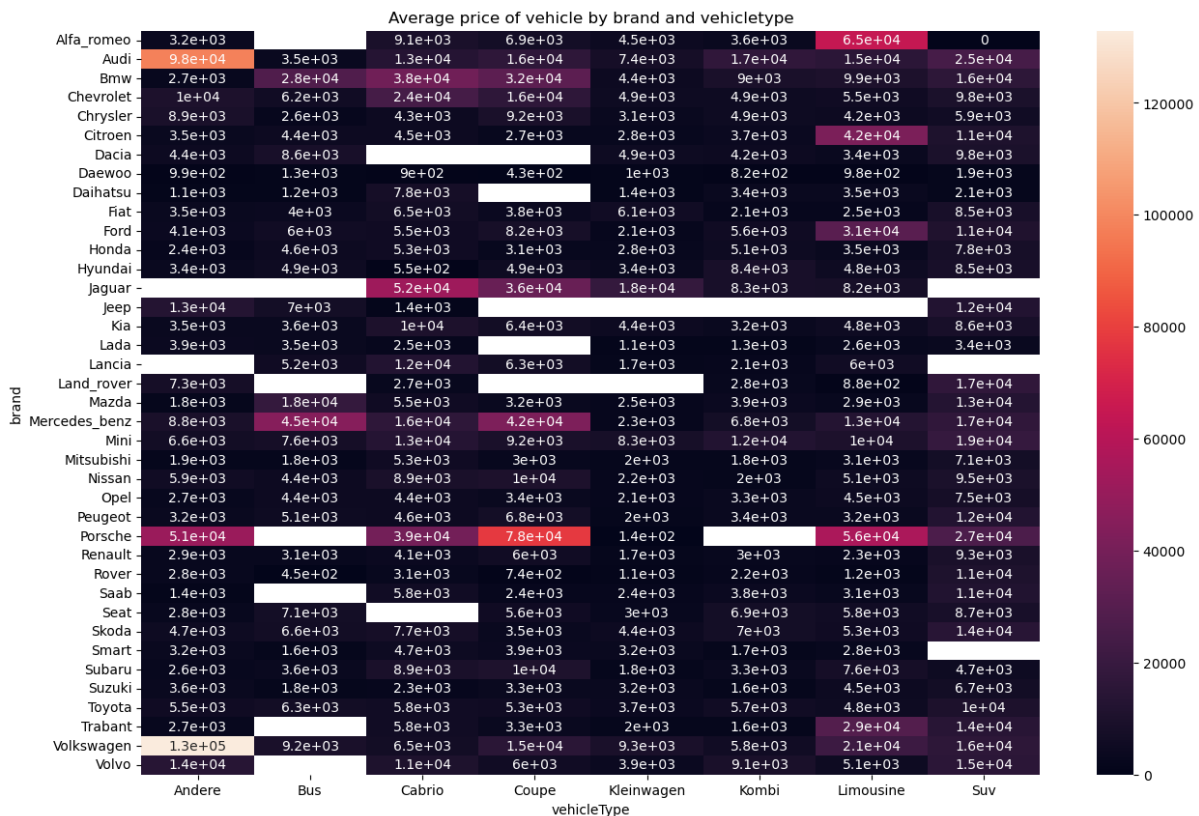 Average price of vehicle by brand and vehicletype
Alfa_romeo 3.2e+03 9.1e+03 6.9e+03 4.5e+03 3.6e+03 6.5e+04 0
Audi 9.8e+04 3.5e+03 1.3e+04 1.6e+04 7.4e+03 1.7e+04 1.5e+04 2.5e+04
Bmw 2.7e+03 2.8e+04 3.8e+04 3.2e+04 4.4e+03 9e+03 9.9e+03 1.6e+04
Chevrolet 1e+04 6.2e+03 2.4e+04 1.6e+04 4.9e+03 4.9e+03 5.5e+03 9.8e+03
Chrysler 8.9e+03 2.6e+03 4.3e+03 9.2e+03 3.1e+03 4.9e+03 4.2e+03 5.9e+03
Citroen 3.5e+03 4.4e+03 4.5e+03 2.7e+03 2.8e+03 3.7e+03 4.2e+04 1.1e+04
Dacia 4.4e+03 8.6e+03 4.9e+03 4.2e+03 3.4e+03 9.8e+03
Daewoo 9.9e+02 1.3e+03 9e+02 4.3e+02 1e+03 8.2e+02 9.8e+02 1.9e+03
Daihatsu 1.1e+03 1.2e+03 7.8e+03 1.4e+03 3.4e+03 3.5e+03 2.1e+03
Fiat 3.5e+03 4e+03 6.5e+03 3.8e+03 6.1e+03 2.1e+03 2.5e+03 8.5e+03
Ford 4.1e+03 6e+03 5.5e+03 8.2e+03 2.1e+03 5.6e+03 3.1e+04 1.1e+04
Honda 2.4e+03 4.6e+03 5.3e+03 3.1e+03 2.8e+03 5.1e+03 3.5e+03 7.8e+03
Hyundai 3.4e+03 4.9e+03 5.5e+02 4.9e+03 3.4e+03 8.4e+03 4.8e+03 8.5e+03
Jaguar 5.2e+04 3.6e+04 1.8e+04 8.3e+03 8.2e+03
Jeep 1.3e+04 7e+03 1.4e+03 1.2e+04
Kia 3.5e+03 3.6e+03 1e+04 6.4e+03 4.4e+03 3.2e+03 4.8e+03 8.6e+03
Lada 3.9e+03 3.5e+03 2.5e+03 1.1e+03 1.3e+03 2.6e+03 3.4e+03
Lancia 5.2e+03 1.2e+04 6.3e+03 1.7e+03 2.1e+03 6e+03
Land_rover 7.3e+03 2.7e+03 2.8e+03 8.8e+02 1.7e+04
Mazda 1.8e+03 1.8e+04 5.5e+03 3.2e+03 2.5e+03 3.9e+03 2.9e+03 1.3e+04
Mercedes_benz 8.8e+03 4.5e+04 1.6e+04 4.2e+04 2.3e+03 6.8e+03 1.3e+04 1.7e+04
Mini 6.6e+03 7.6e+03 1.3e+04 9.2e+03 8.3e+03 1.2e+04 1e+04 1.9e+04
Mitsubishi 1.9e+03 1.8e+03 5.3e+03 3e+03 2e+03 1.8e+03 3.1e+03 7.1e+03
Nissan 5.9e+03 4.4e+03 8.9e+03 1e+04 2.2e+03 2e+03 5.1e+03 9.5e+03
Opel 2.7e+03 4.4e+03 4.4e+03 3.4e+03 2.1e+03 3.3e+03 4.5e+03 7.5e+03
Peugeot 3.2e+03 5.1e+03 4.6e+03 6.8e+03 2e+03 3.4e+03 3.2e+03 1.2e+04
Porsche 5.1e+04 3.9e+04 7.8e+04 1.4e+02 5.6e+04 2.7e+04
Renault 2.9e+03 3.1e+03 4.1e+03 6e+03 1.7e+03 3e+03 2.3e+03 9.3e+03
Rover 2.8e+03 4.5e+02 3.1e+03 7.4e+02 1.1e+03 2.2e+03 1.2e+03 1.1e+04
Saab 1.4e+03 5.8e+03 2.4e+03 2.4e+03 3.8e+03 3.1e+03 1.1e+04
Seat 2.8e+03 7.1e+03 5.6e+03 3e+03 6.9e+03 5.8e+03 8.7e+03
Skoda 4.7e+03 6.6e+03 7.7e+03 3.5e+03 4.4e+03 7e+03 5.3e+03 1.4e+04
Smart 3.2e+03 1.6e+03 4.7e+03 3.9e+03 3.2e+03 1.7e+03 2.8e+03
Subaru 2.6e+03 3.6e+03 8.9e+03 1e+04 1.8e+03 3.3e+03 7.6e+03 4.7e+03
Suzuki 3.6e+03 1.8e+03 2.3e+03 3.3e+03 3.2e+03 1.6e+03 4.5e+03 6.7e+03
Toyota 5.5e+03 6.3e+03 5.8e+03 5.3e+03 3.7e+03 5.7e+03 4.8e+03 1e+04
Trabant 2.7e+03 5.8e+03 3.3e+03 2e+03 1.6e+03 2.9e+04 1.4e+04
Volkswagen 1.3e+05 9.2e+03 6.5e+03 1.5e+04 9.3e+03 5.8e+03 2.1e+04 1.6e+04
Volvo 1.4e+04 1.1e+04 6e+03 3.9e+03 9.1e+03 5.1e+03 1.5e+04
Andere Bus Cabrio Coupe Kleinwagen Kombi Limousine Suv
vehicleType
brand
120000
100000
80000
60000
40000
20000
0